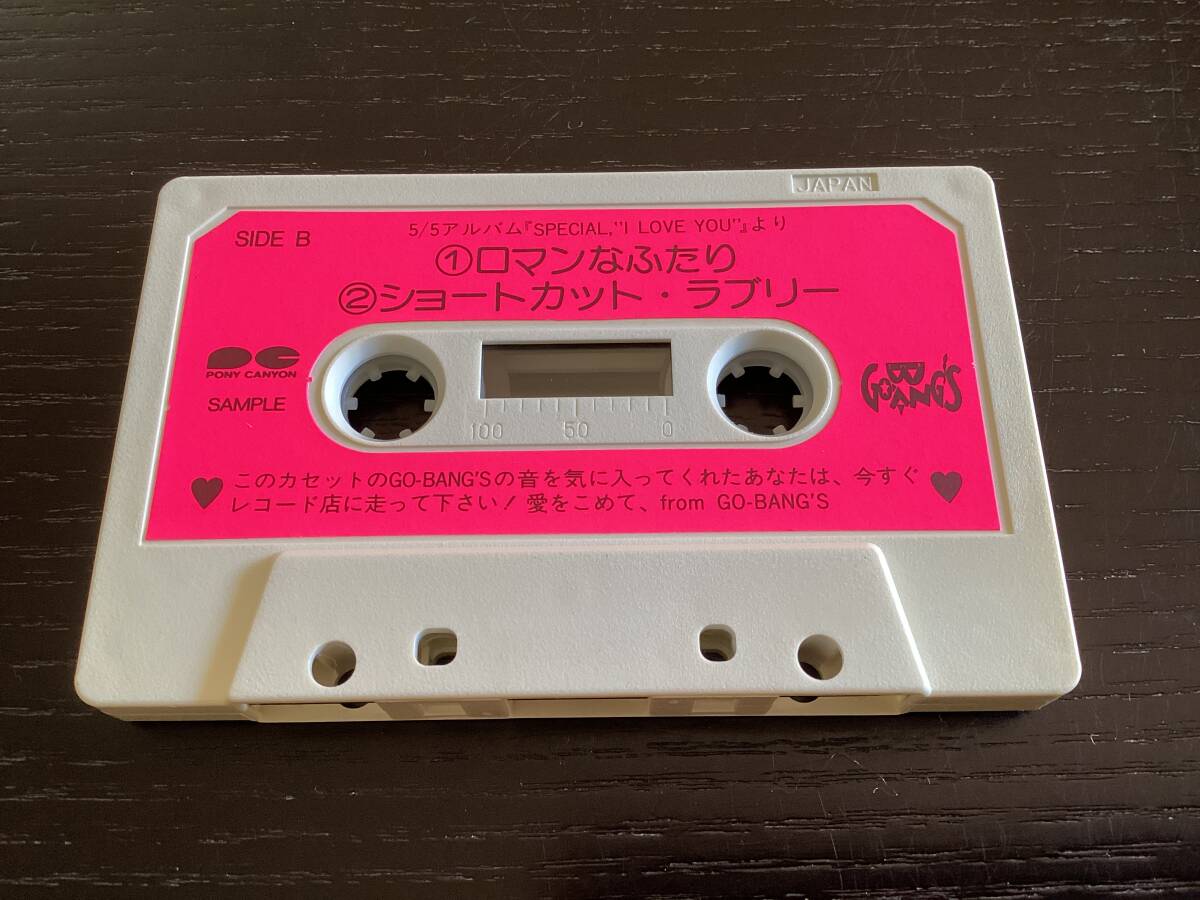 JAPAN
SIDE B
5/5アルバム『SPECIAL,"I LOVE YOU"』より
①ロマンなふたり
②ショートカット・ラブリー
PONY CANYON
SAMPLE
GO-BANG'S
100 50 0
♥このカセットのGO-BANG'Sの音を気に入ってくれたあなたは、今すぐ♥
レコード店に走って下さい！愛をこめて、from GO-BANG'S